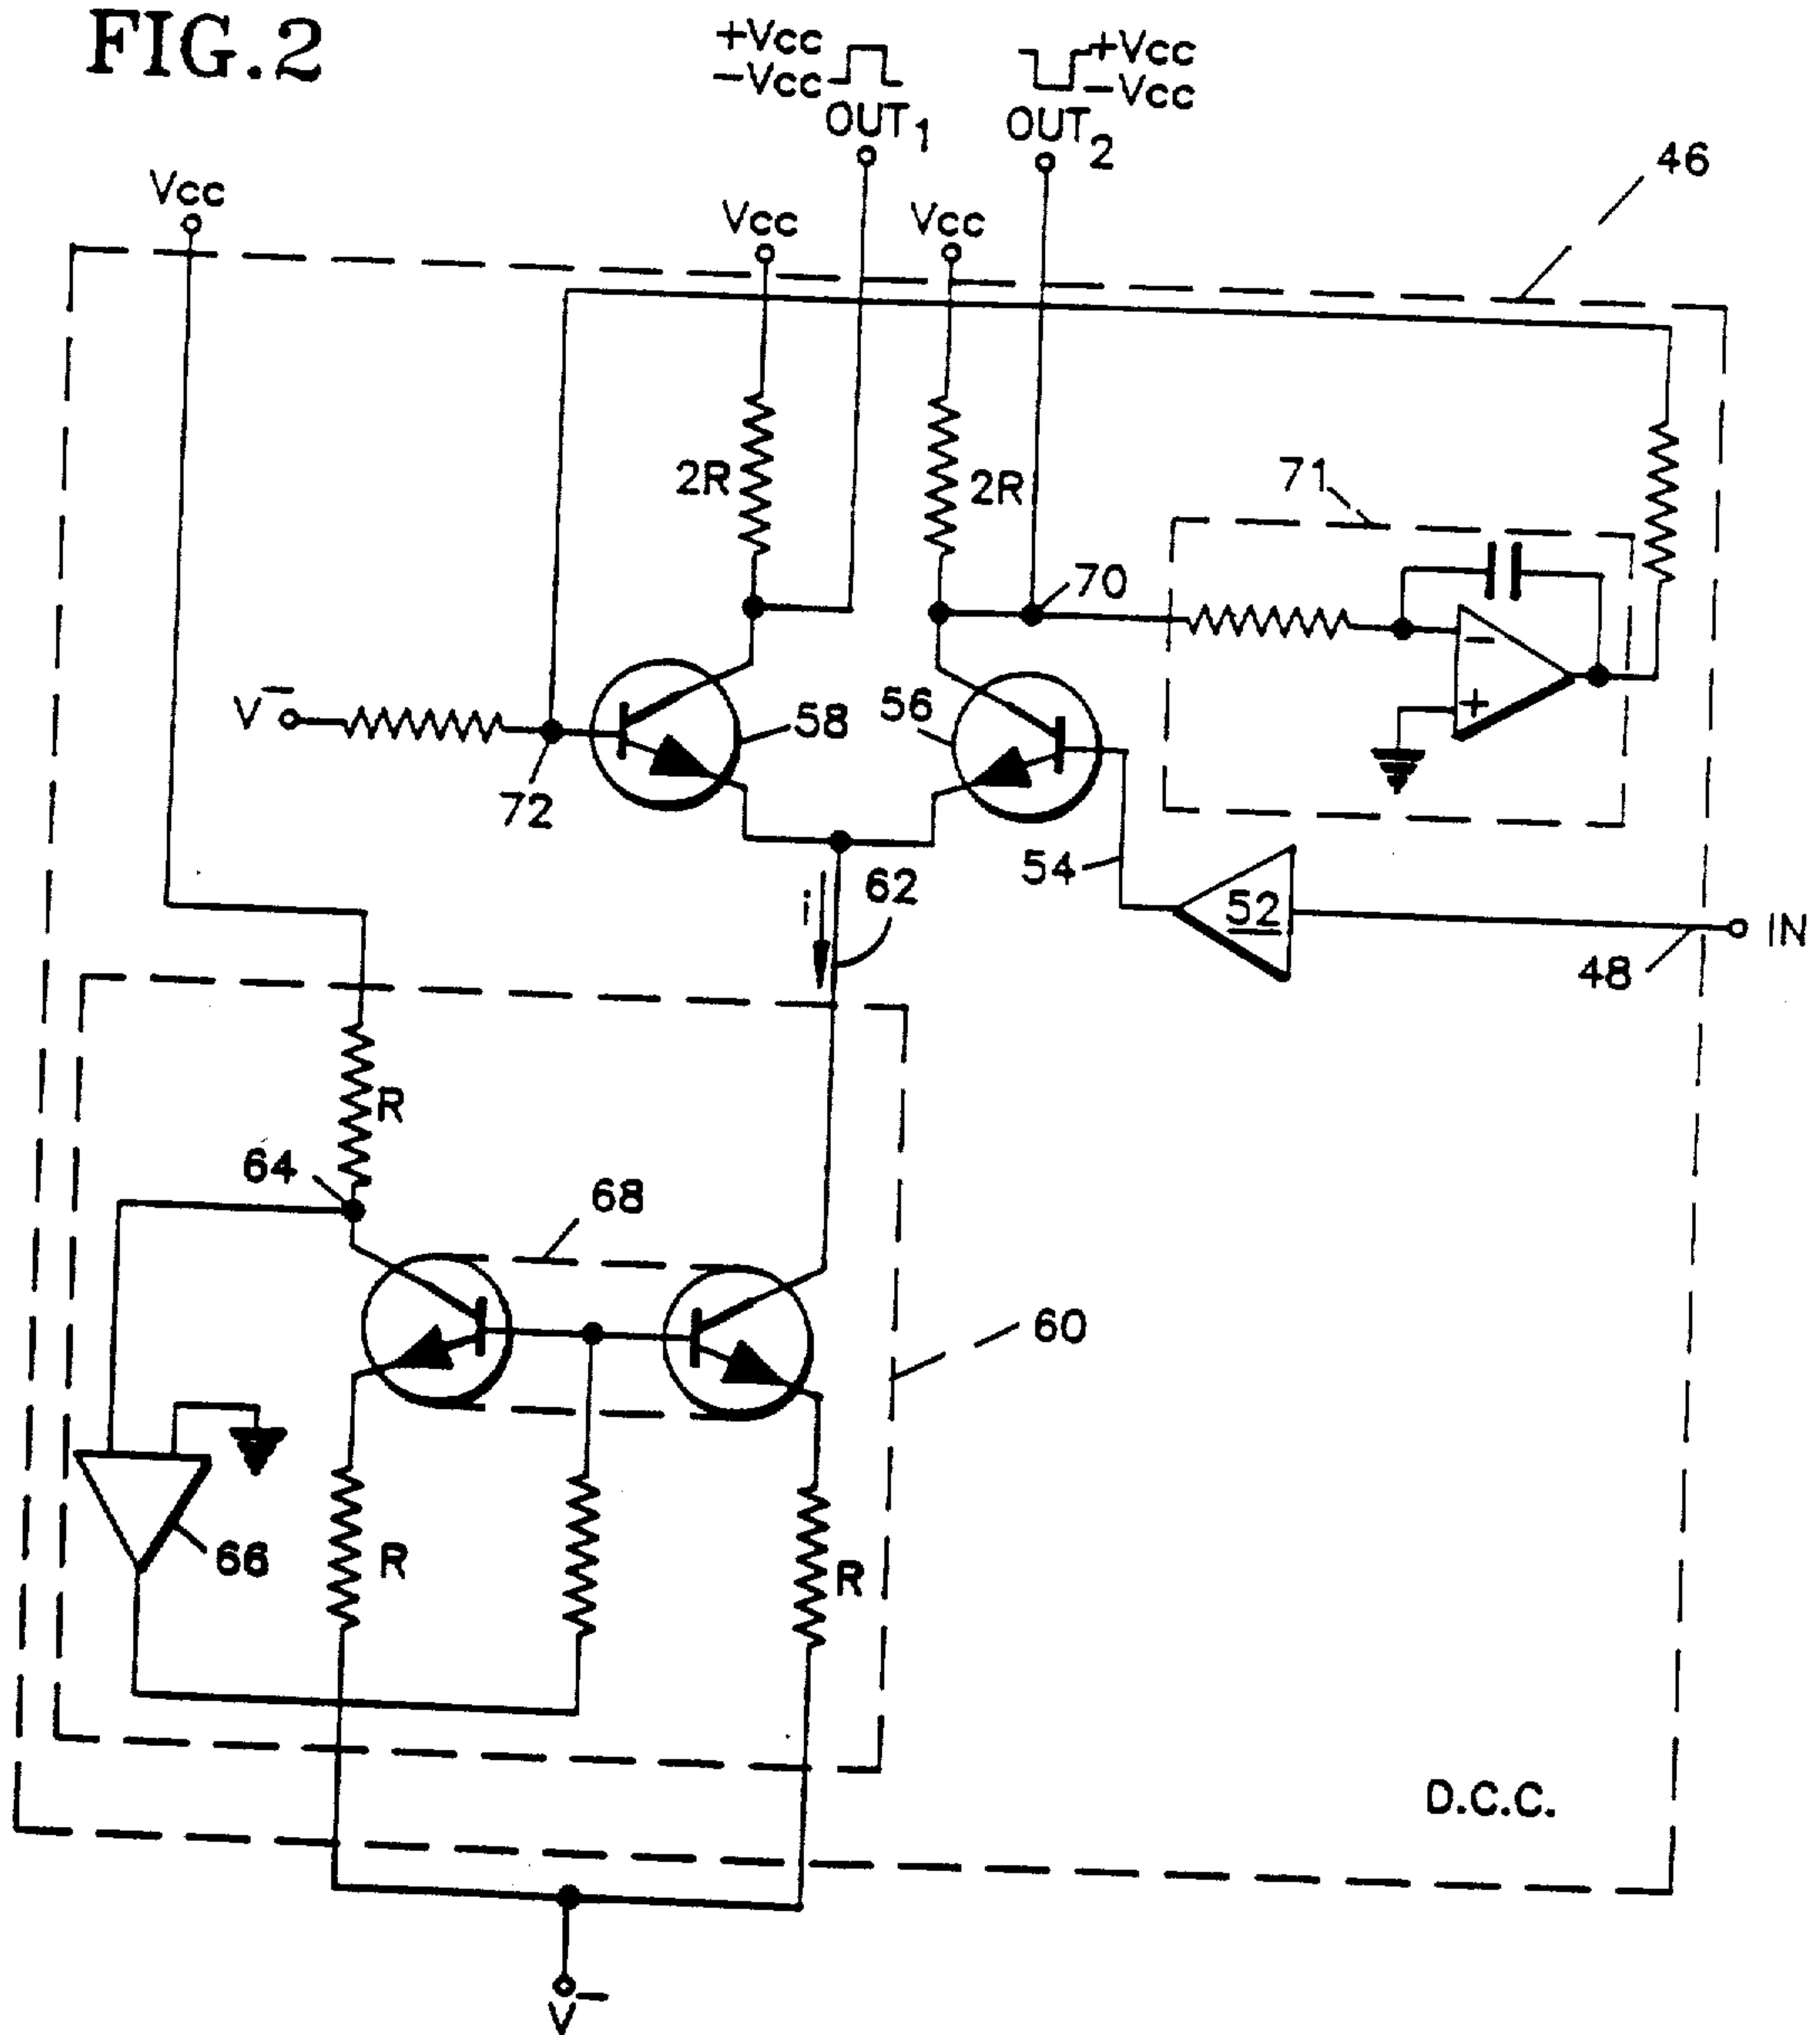 FIG.2
+Vcc
-Vcc
OUT1
+Vcc
-Vcc
OUT2
46
Vcc
Vcc
Vcc
2R
2R
71
70
V-
58
56
-
+
72
54
i
62
52
IN
48
R
64
68
60
66
R
R
D.C.C.
V-